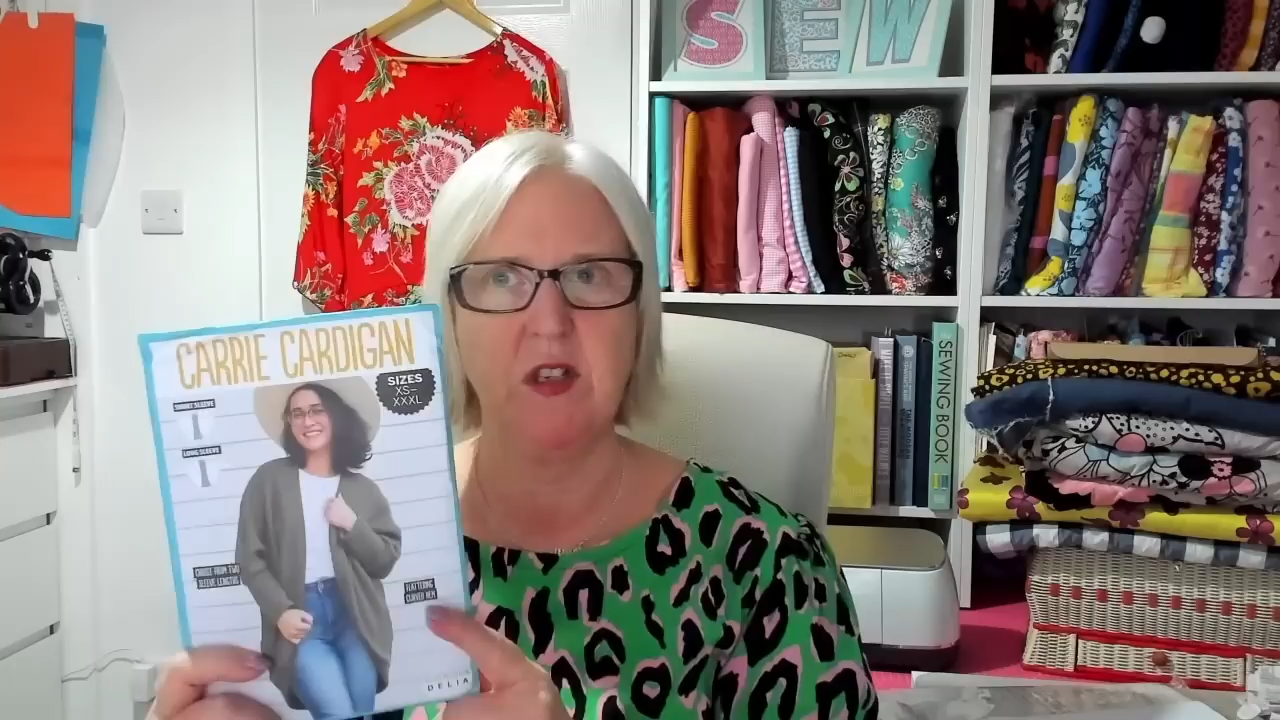 SEW
CARRIE CARDIGAN
SIZES
XS–
XXXL
SHORT SLEEVE
LONG SLEEVE
CHOOSE FROM TWO
SLEEVE LENGTHS
FLATTERING
CURVED HEM
DELIA
SEWING BOOK